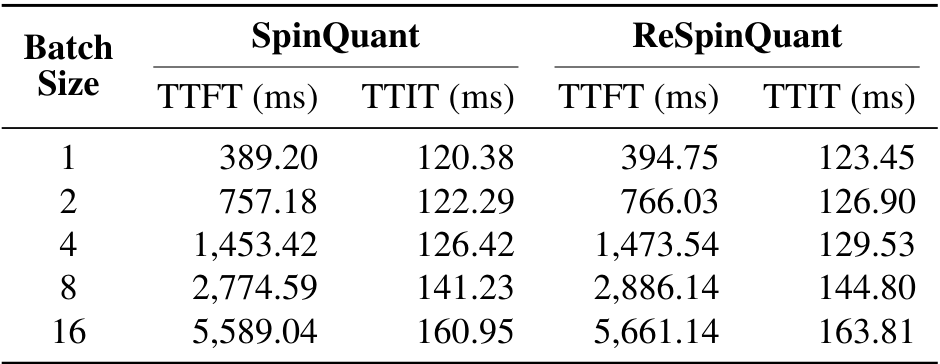 Batch Size SpinQuant ReSpinQuant
TTFT (ms) TTIT (ms) TTFT (ms) TTIT (ms)
1 389.20 120.38 394.75 123.45
2 757.18 122.29 766.03 126.90
4 1,453.42 126.42 1,473.54 129.53
8 2,774.59 141.23 2,886.14 144.80
16 5,589.04 160.95 5,661.14 163.81